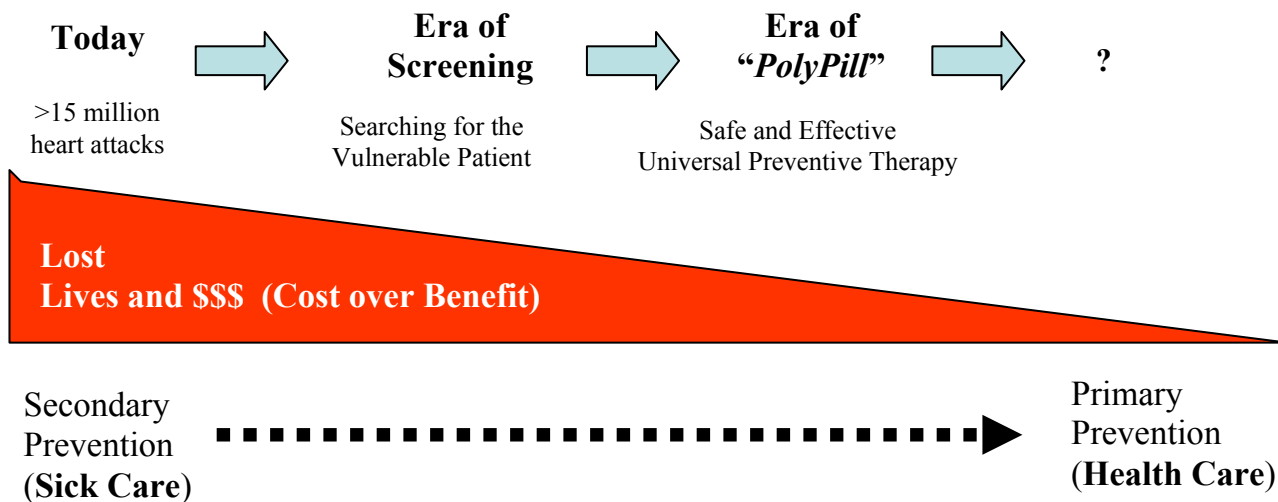 Today
>15 million
heart attacks
Era of
Screening
Searching for the
Vulnerable Patient
Era of
“PolyPill”
Safe and Effective
Universal Preventive Therapy
?
Lost
Lives and $$$ (Cost over Benefit)
Secondary
Prevention
(Sick Care)
Primary
Prevention
(Health Care)